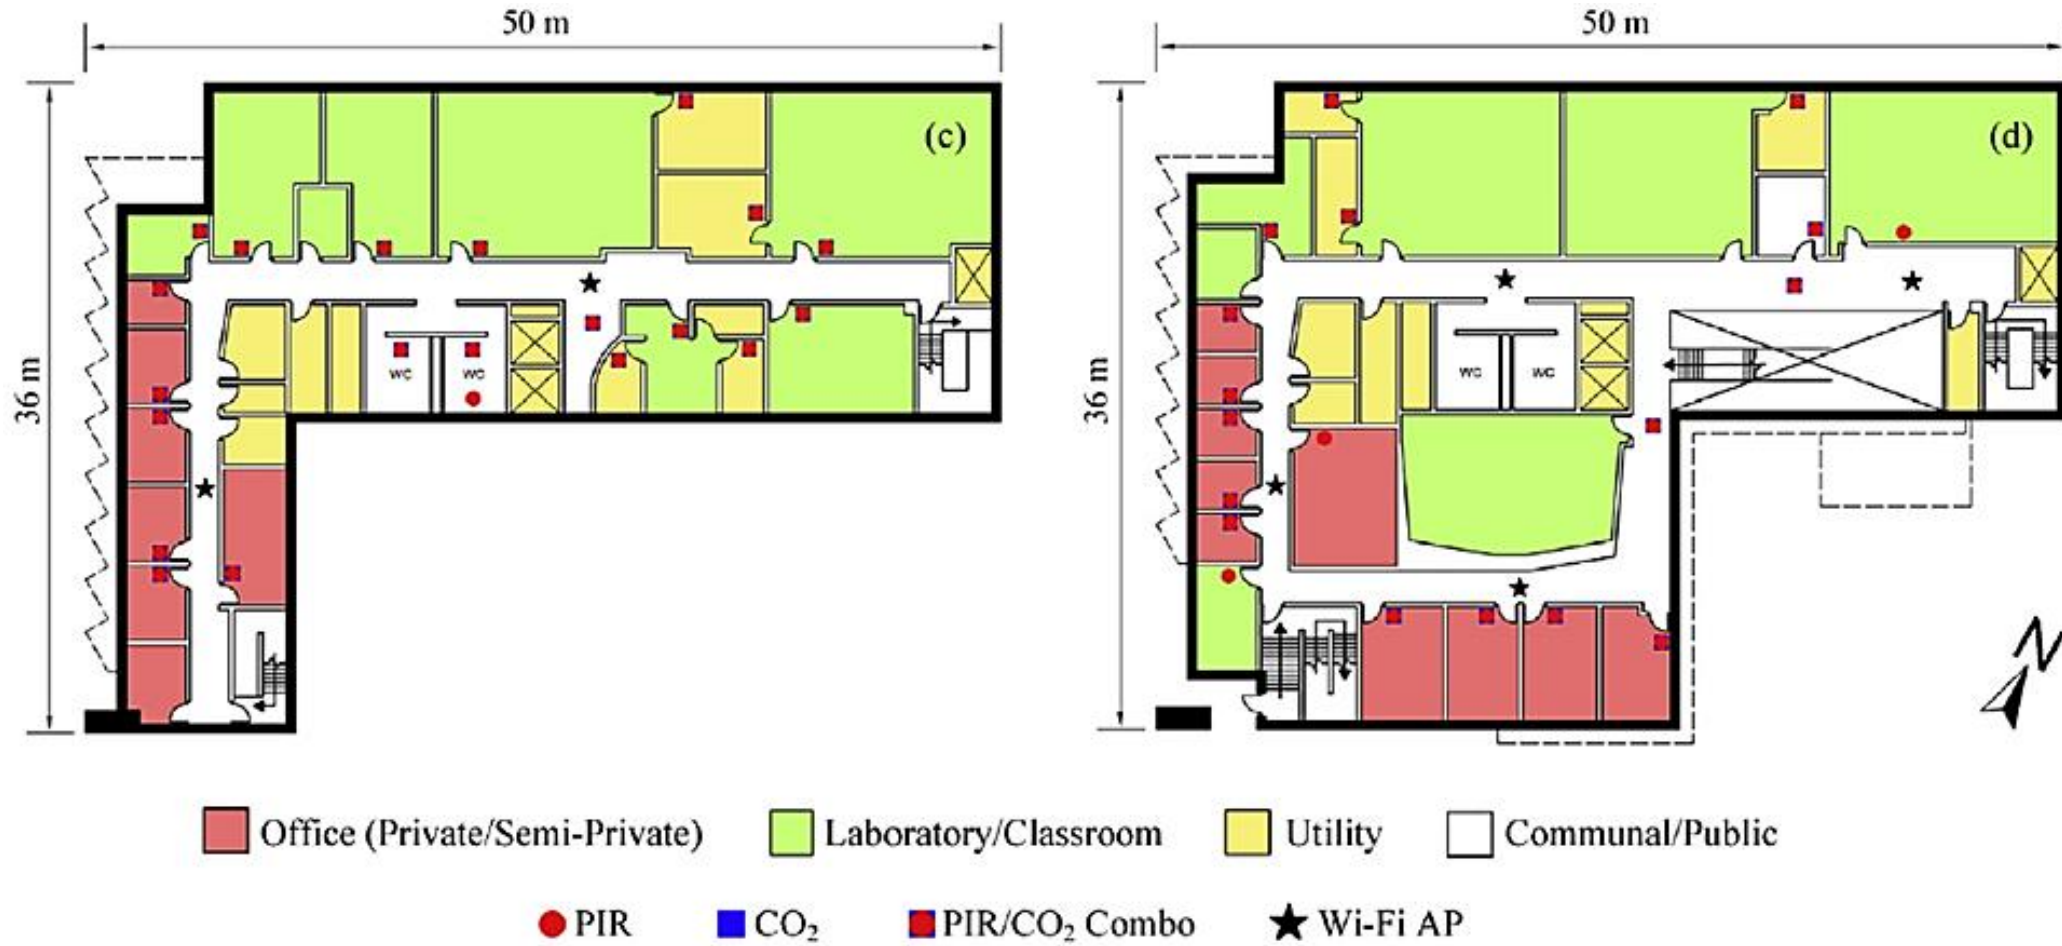 50 m
50 m
(c)
(d)
36 m
36 m
WC
WC
WC
WC
N
Office (Private/Semi-Private)
Laboratory/Classroom
Utility
Communal/Public
PIR
CO₂
PIR/CO₂ Combo
Wi-Fi AP